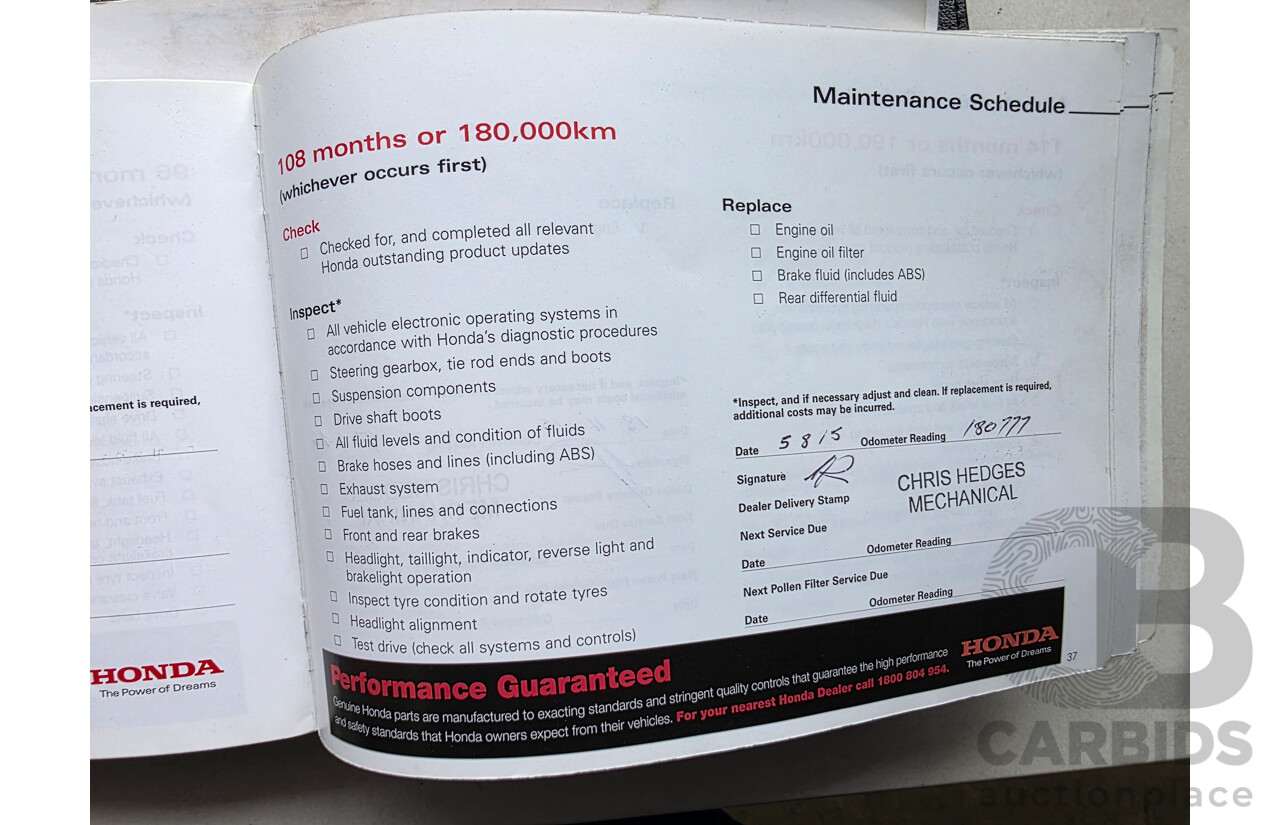 Maintenance Schedule
108 months or 180,000km
(whichever occurs first)
Check
Checked for, and completed all relevant
Honda outstanding product updates
Inspect*
All vehicle electronic operating systems in
accordance with Honda's diagnostic procedures
Steering gearbox, tie rod ends and boots
Suspension components
Drive shaft boots
All fluid levels and condition of fluids
Brake hoses and lines (including ABS)
Exhaust system
Fuel tank, lines and connections
Front and rear brakes
Headlight, taillight, indicator, reverse light and
brakelight operation
Inspect tyre condition and rotate tyres
Headlight alignment
Test drive (check all systems and controls)
Replace
Engine oil
Engine oil filter
Brake fluid (includes ABS)
Rear differential fluid
*Inspect, and if necessary adjust and clean. If replacement is required,
additional costs may be incurred.
Date 5 8 15 Odometer Reading 180777
Signature
Dealer Delivery Stamp
CHRIS HEDGES
MECHANICAL
Next Service Due
Date Odometer Reading
Next Pollen Filter Service Due
Date Odometer Reading
Performance Guaranteed
Genuine Honda parts are manufactured to exacting standards and stringent quality controls that guarantee the high performance
and safety standards that Honda owners expect from their vehicles. For your nearest Honda Dealer call 1800 804 954.
HONDA
The Power of Dreams
37
acement is required,
HONDA
The Power of Dreams
CARBIDS
auctionplace